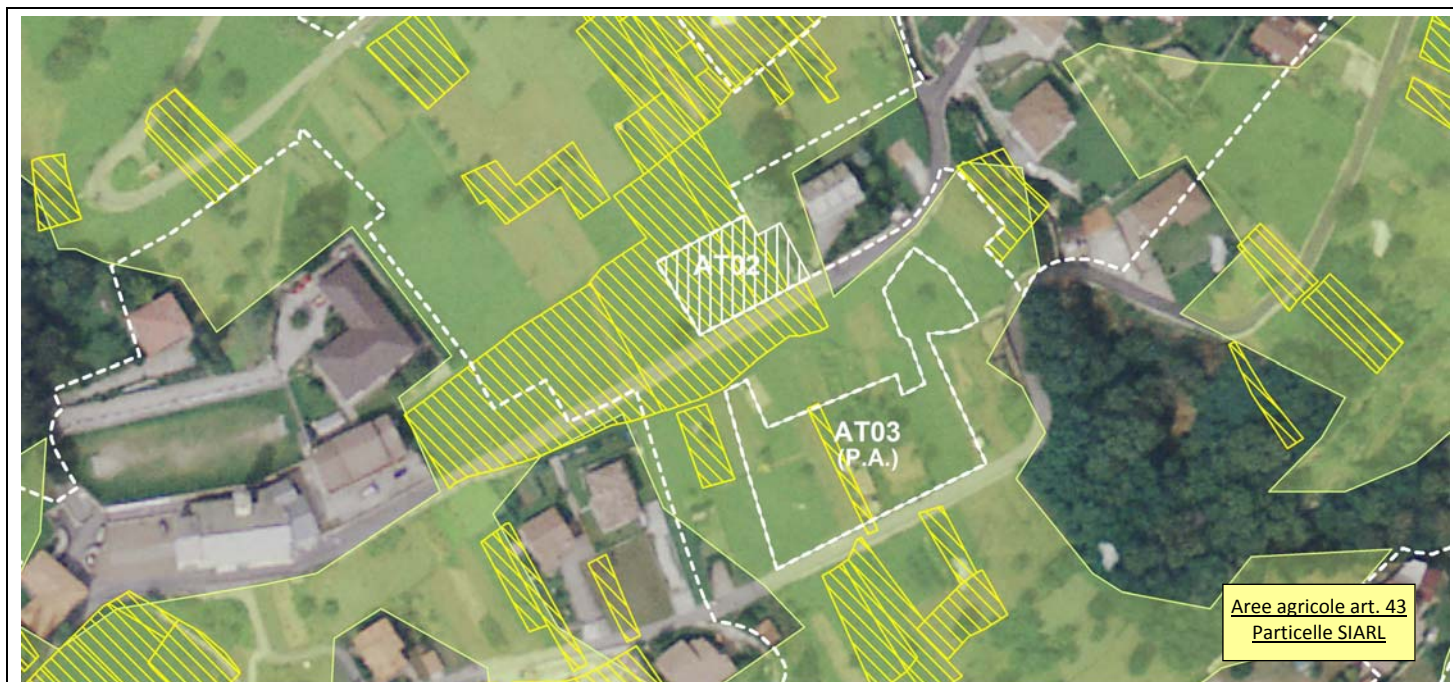 AT02
AT03
(P.A.)
Aree agricole art. 43
Particelle SIARL